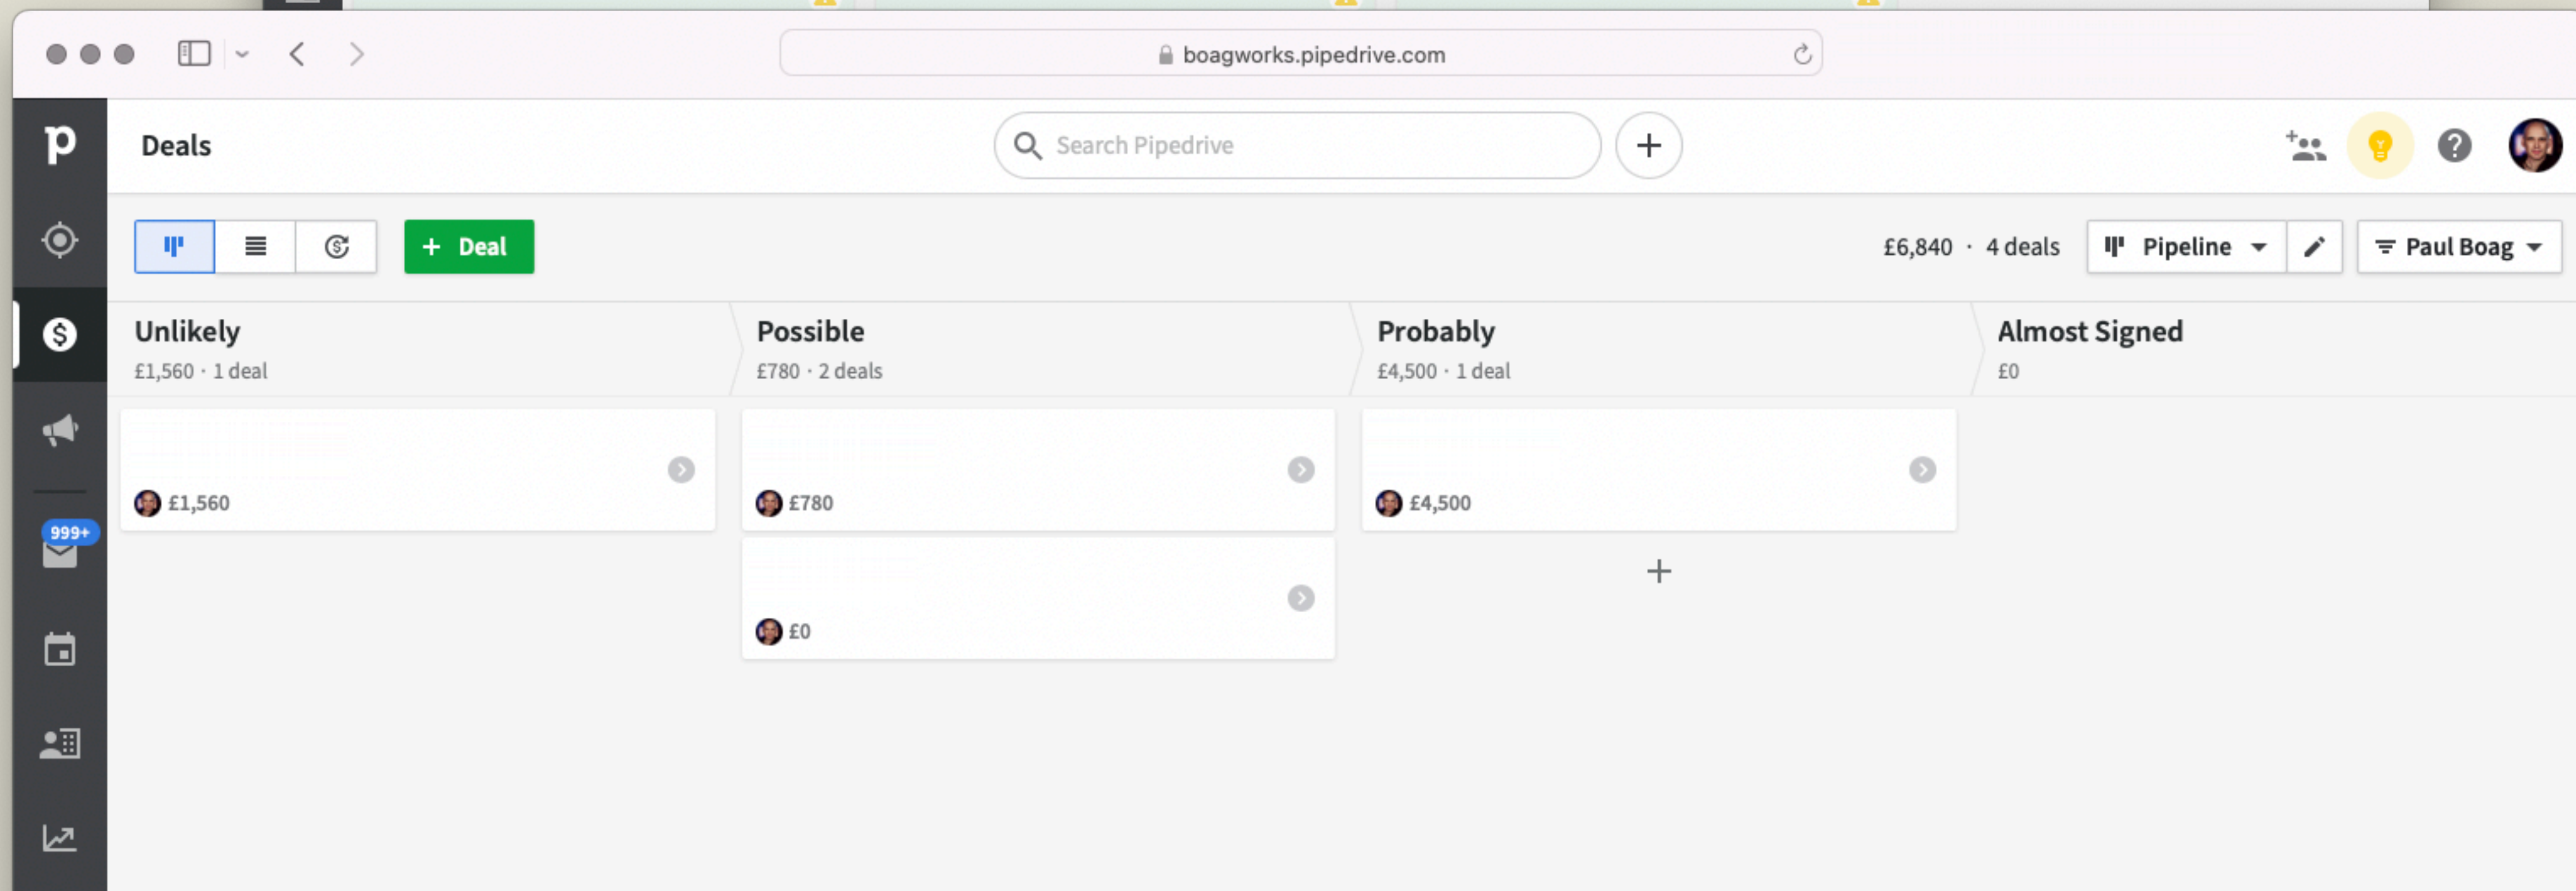 boagworks.pipedrive.com
p
Deals
Search Pipedrive
+ Deal
£6,840 · 4 deals
Pipeline
Paul Boag
Unlikely
£1,560 · 1 deal
Possible
£780 · 2 deals
Probably
£4,500 · 1 deal
Almost Signed
£0
£1,560
£780
£4,500
£0
999+